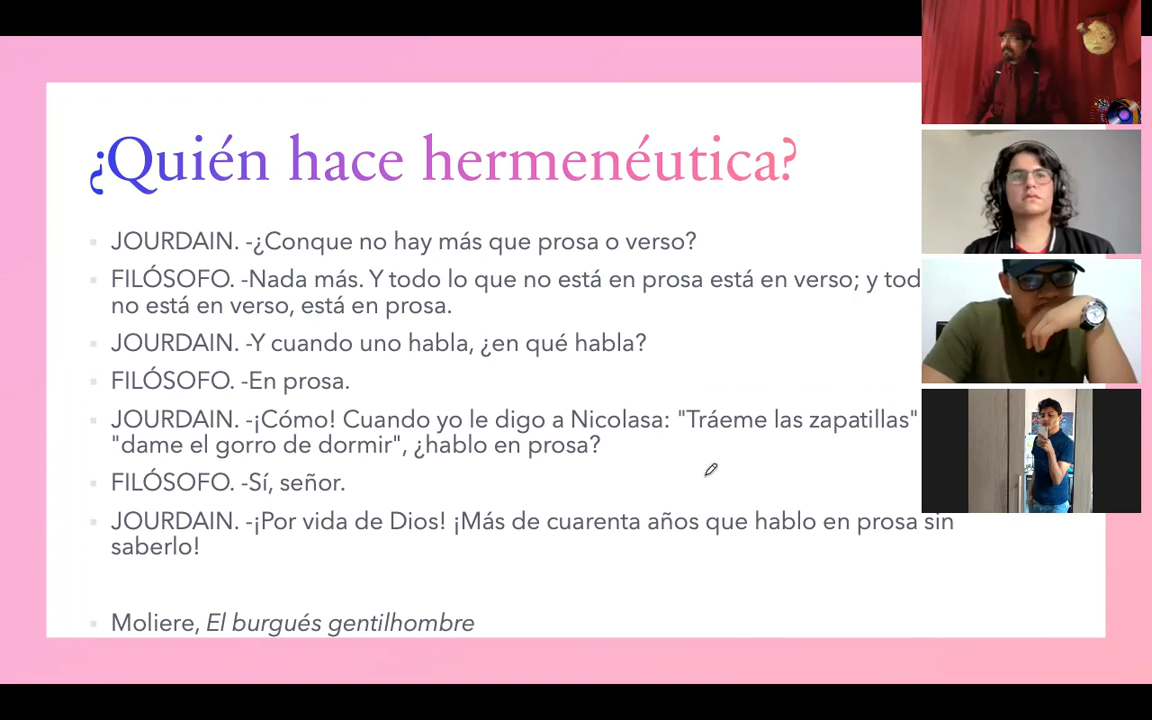 ¿Quién hace hermenéutica?
JOURDAIN. -¿Conque no hay más que prosa o verso?
FILÓSOFO. -Nada más. Y todo lo que no está en prosa está en verso; y tod
no está en verso, está en prosa.
JOURDAIN. -Y cuando uno habla, ¿en qué habla?
FILÓSOFO. -En prosa.
JOURDAIN. -¡Cómo! Cuando yo le digo a Nicolasa: "Tráeme las zapatillas"
"dame el gorro de dormir", ¿hablo en prosa?
FILÓSOFO. -Sí, señor.
JOURDAIN. -¡Por vida de Dios! ¡Más de cuarenta años que hablo en prosa sin
saberlo!
Moliere, El burgués gentilhombre